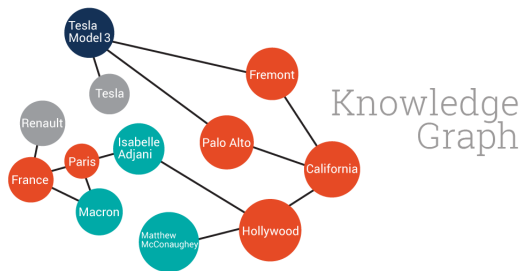 Tesla
Model 3
Tesla
Fremont
Knowledge
Graph
Renault
Isabelle
Adjani
Palo Alto
Paris
California
France
Macron
Matthew
McConaughey
Hollywood